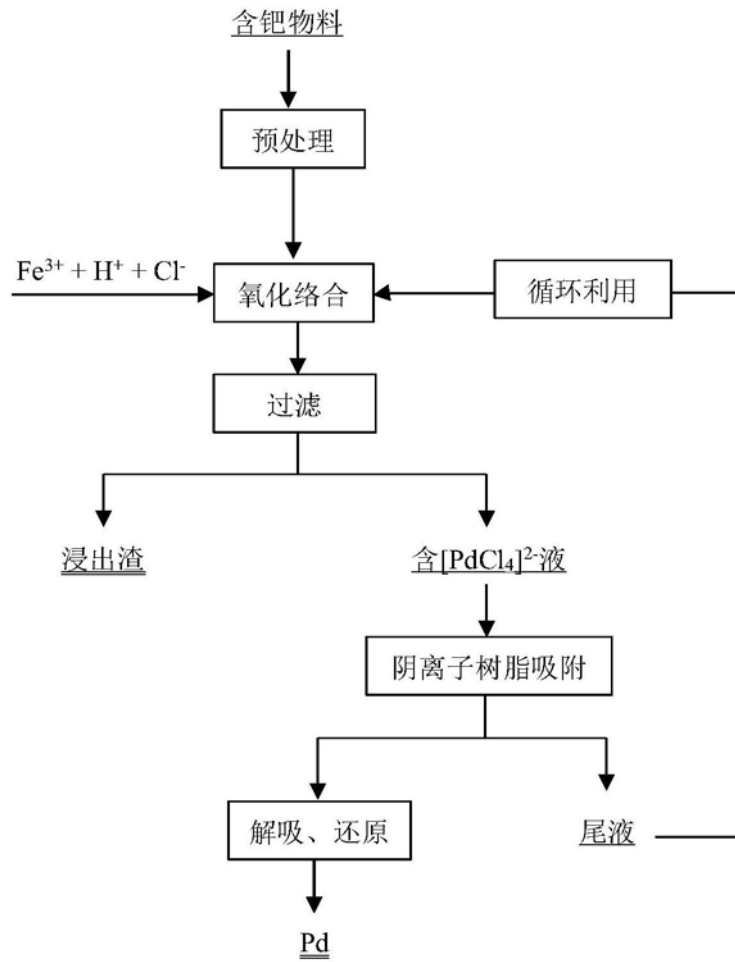 含钯物料
预处理
Fe³⁺ + H⁺ + Cl⁻
氧化络合
循环利用
过滤
浸出渣
含[PdCl₄]²⁻液
阴离子树脂吸附
解吸、还原
尾液
Pd